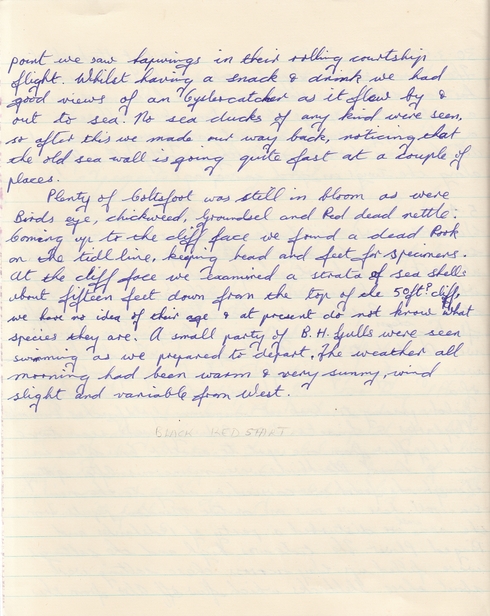 point we saw lapwings in their rolling courtship
flight. Whilst having a snack & drink we had
good views of an Oystercatcher as it flew by &
out to sea. No sea ducks of any kind were seen,
so after this we made our way back, noticing that
the old sea wall is going quite fast at a couple of
places.
Plenty of Coltsfoot was still in bloom as were
Birds eye, chickweed, Groundsel and Red dead nettle.
Coming up to the cliff face we found a dead Rook
on the tidl line, keeping head and feet for specimens.
At the cliff face we examined a strata of sea shells
about fifteen feet down from the top of the 50ft? cliff,
we have no idea of their age & at present do not know what
species they are. A small party of B.H. Gulls were seen
swimming as we prepared to depart. The weather all
morning had been warm & very sunny, wind
slight and variable from West.
BLACK REDSTART